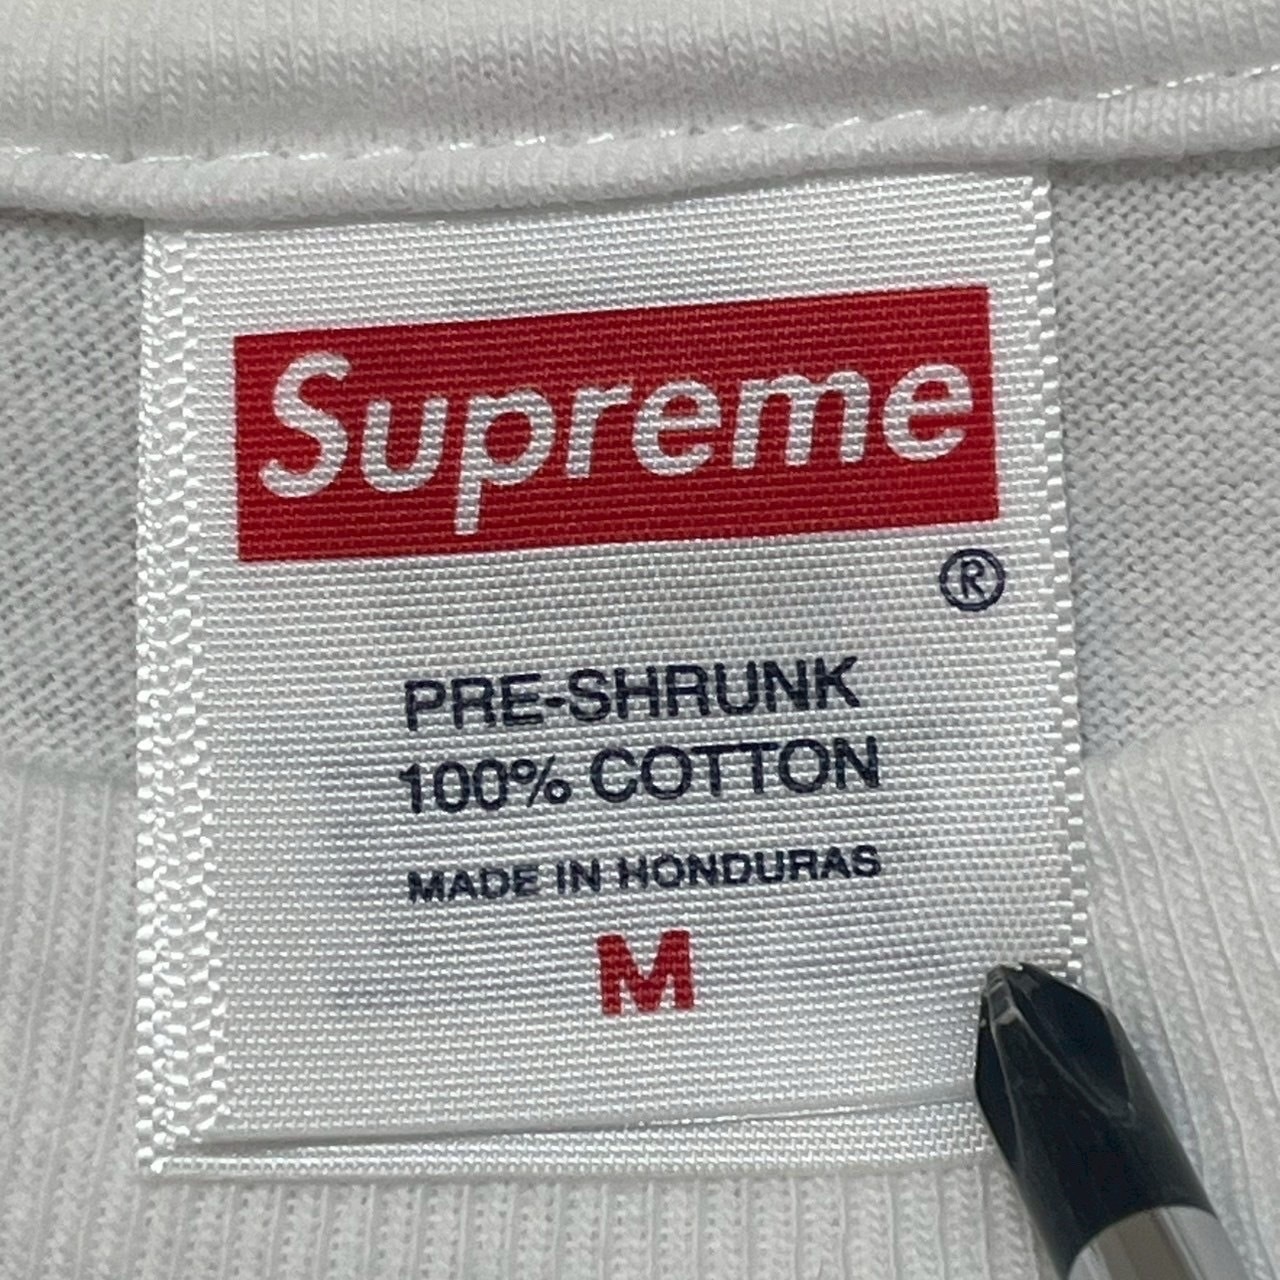 Supreme
®
PRE-SHRUNK
100% COTTON
MADE IN HONDURAS
M